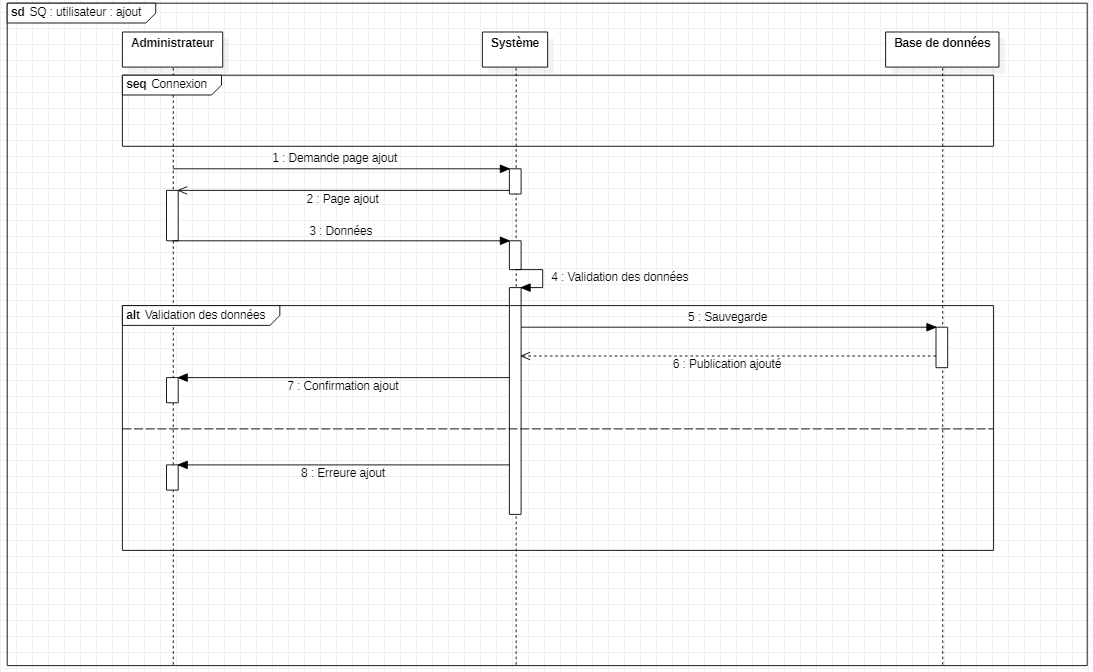 sd SQ : utilisateur : ajout
Administrateur
Système
Base de données
seq Connexion
1 : Demande page ajout
2 : Page ajout
3 : Données
4 : Validation des données
alt Validation des données
5 : Sauvegarde
6 : Publication ajouté
7 : Confirmation ajout
8 : Erreure ajout